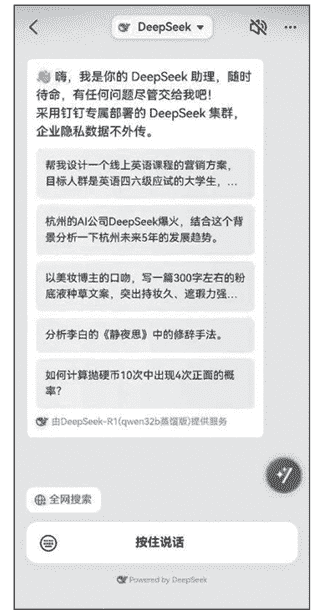 DeepSeek
嗨，我是你的 DeepSeek 助理，随时
待命，有任何问题尽管交给我吧！
采用钉钉专属部署的 DeepSeek 集群，
企业隐私数据不外传。
帮我设计一个线上英语课程的营销方案，
目标人群是英语四六级应试的大学生，...
杭州的AI公司DeepSeek爆火，结合这个背
景分析一下杭州未来5年的发展趋势。
以美妆博主的口吻，写一篇300字左右的粉
底液种草文案，突出持妆久、遮瑕力强...
分析李白的《静夜思》中的修辞手法。
如何计算抛硬币10次中出现4次正面的概
率？
由DeepSeek-R1(qwen32b蒸馏版)提供服务
全网搜索
按住说话
Powered by DeepSeek